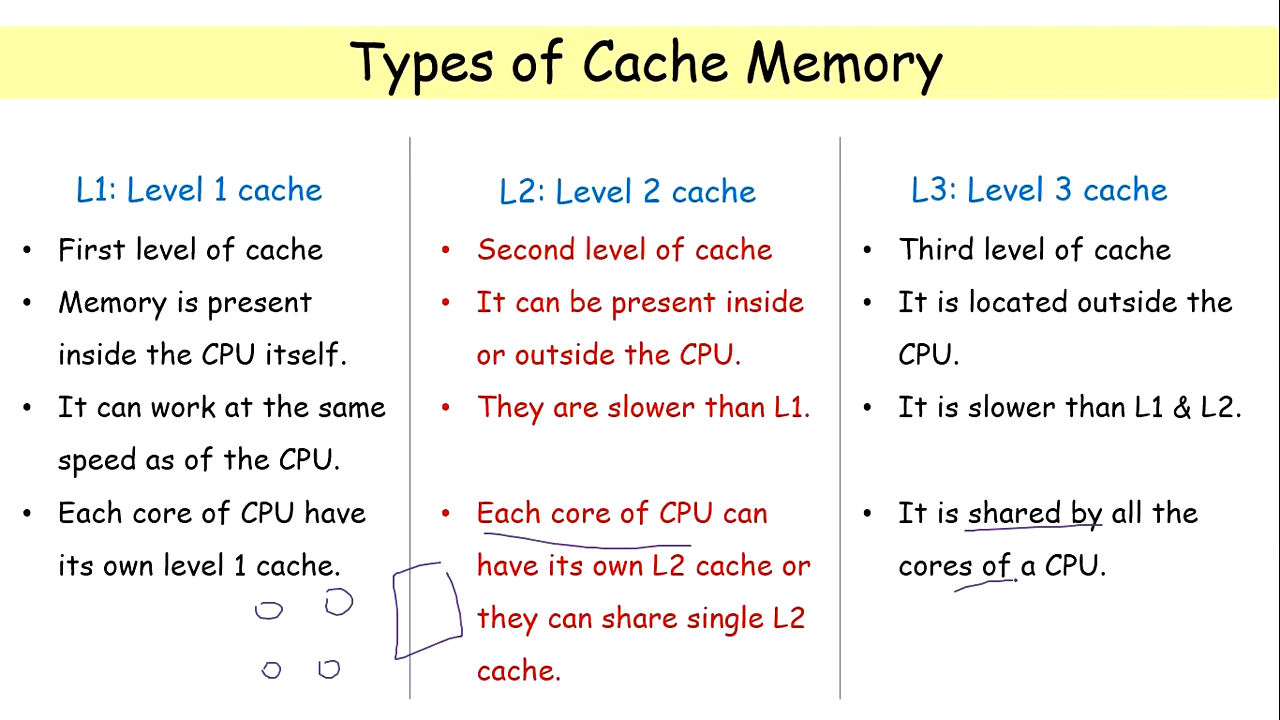 Types of Cache Memory
L1: Level 1 cache
• First level of cache
• Memory is present
inside the CPU itself.
• It can work at the same
speed as of the CPU.
• Each core of CPU have
its own level 1 cache.
L2: Level 2 cache
• Second level of cache
• It can be present inside
or outside the CPU.
• They are slower than L1.
• Each core of CPU can
have its own L2 cache or
they can share single L2
cache.
L3: Level 3 cache
• Third level of cache
• It is located outside the
CPU.
• It is slower than L1 & L2.
• It is shared by all the
cores of a CPU.